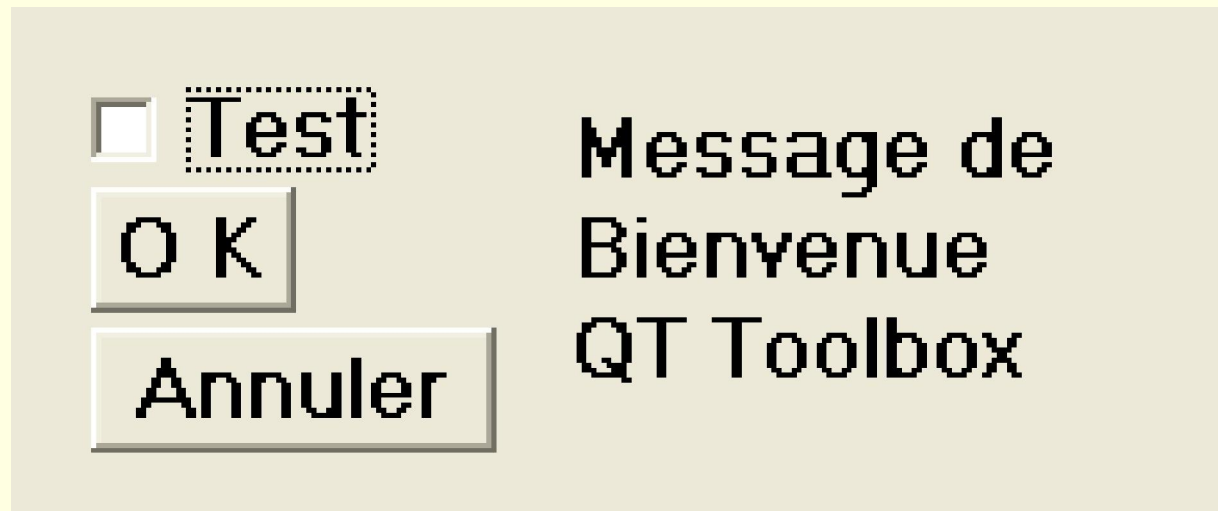 Test
O K
Annuler
Message de
Bienvenue
QT Toolbox